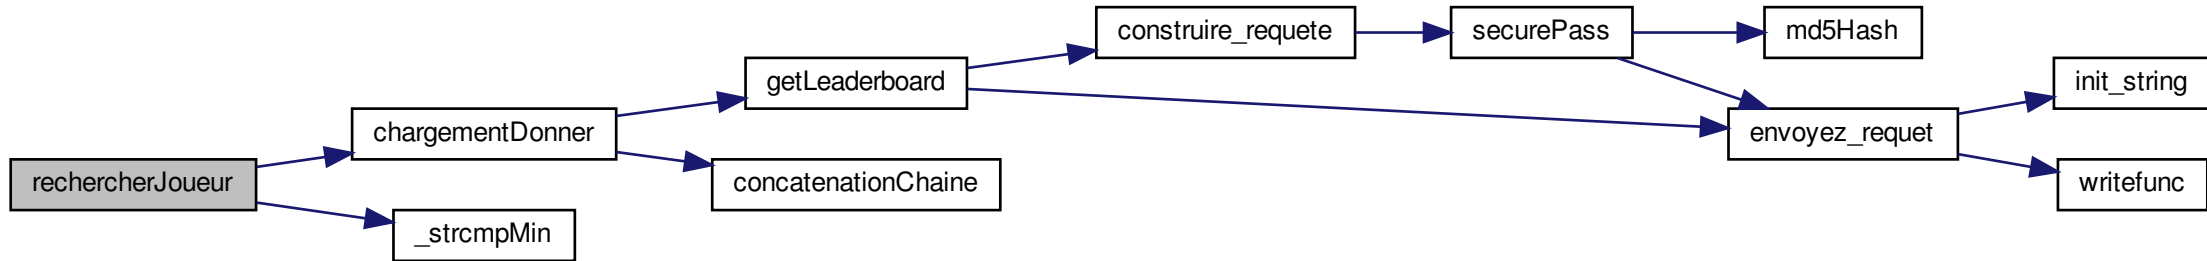 rechercherJoueur
chargementDonner
_strcmpMin
getLeaderboard
concatenationChaine
construire_requete
securePass
md5Hash
envoyez_requet
init_string
writefunc